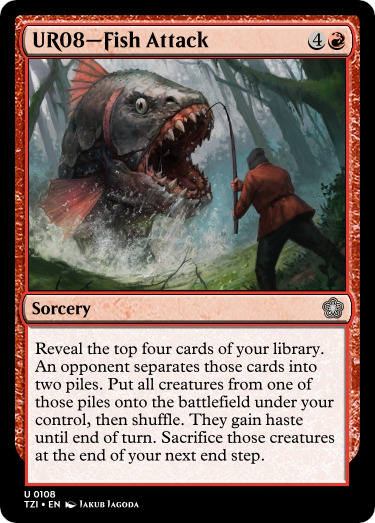 UR08—Fish Attack 4
Sorcery
Reveal the top four cards of your library.
An opponent separates those cards into
two piles. Put all creatures from one of
those piles onto the battlefield under your
control, then shuffle. They gain haste
until end of turn. Sacrifice those creatures
at the end of your next end step.
U 0108
TZI • EN Jakub Jagoda